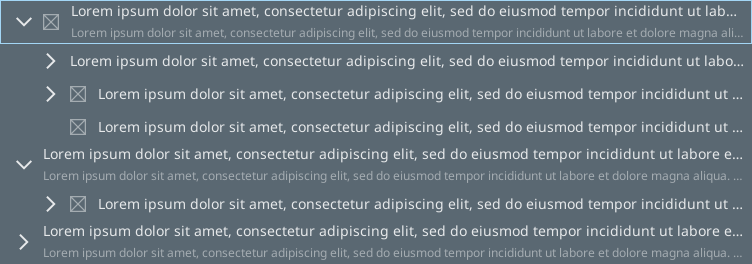 Lorem ipsum dolor sit amet, consectetur adipiscing elit, sed do eiusmod tempor incididunt ut lab...
Lorem ipsum dolor sit amet, consectetur adipiscing elit, sed do eiusmod tempor incididunt ut labore et dolore magna ali...
Lorem ipsum dolor sit amet, consectetur adipiscing elit, sed do eiusmod tempor incididunt ut labo...
Lorem ipsum dolor sit amet, consectetur adipiscing elit, sed do eiusmod tempor incididunt ut ...
Lorem ipsum dolor sit amet, consectetur adipiscing elit, sed do eiusmod tempor incididunt ut ...
Lorem ipsum dolor sit amet, consectetur adipiscing elit, sed do eiusmod tempor incididunt ut labore e...
Lorem ipsum dolor sit amet, consectetur adipiscing elit, sed do eiusmod tempor incididunt ut labore et dolore magna aliqua. ...
Lorem ipsum dolor sit amet, consectetur adipiscing elit, sed do eiusmod tempor incididunt ut ...
Lorem ipsum dolor sit amet, consectetur adipiscing elit, sed do eiusmod tempor incididunt ut labore e...
Lorem ipsum dolor sit amet, consectetur adipiscing elit, sed do eiusmod tempor incididunt ut labore et dolore magna aliqua. ...